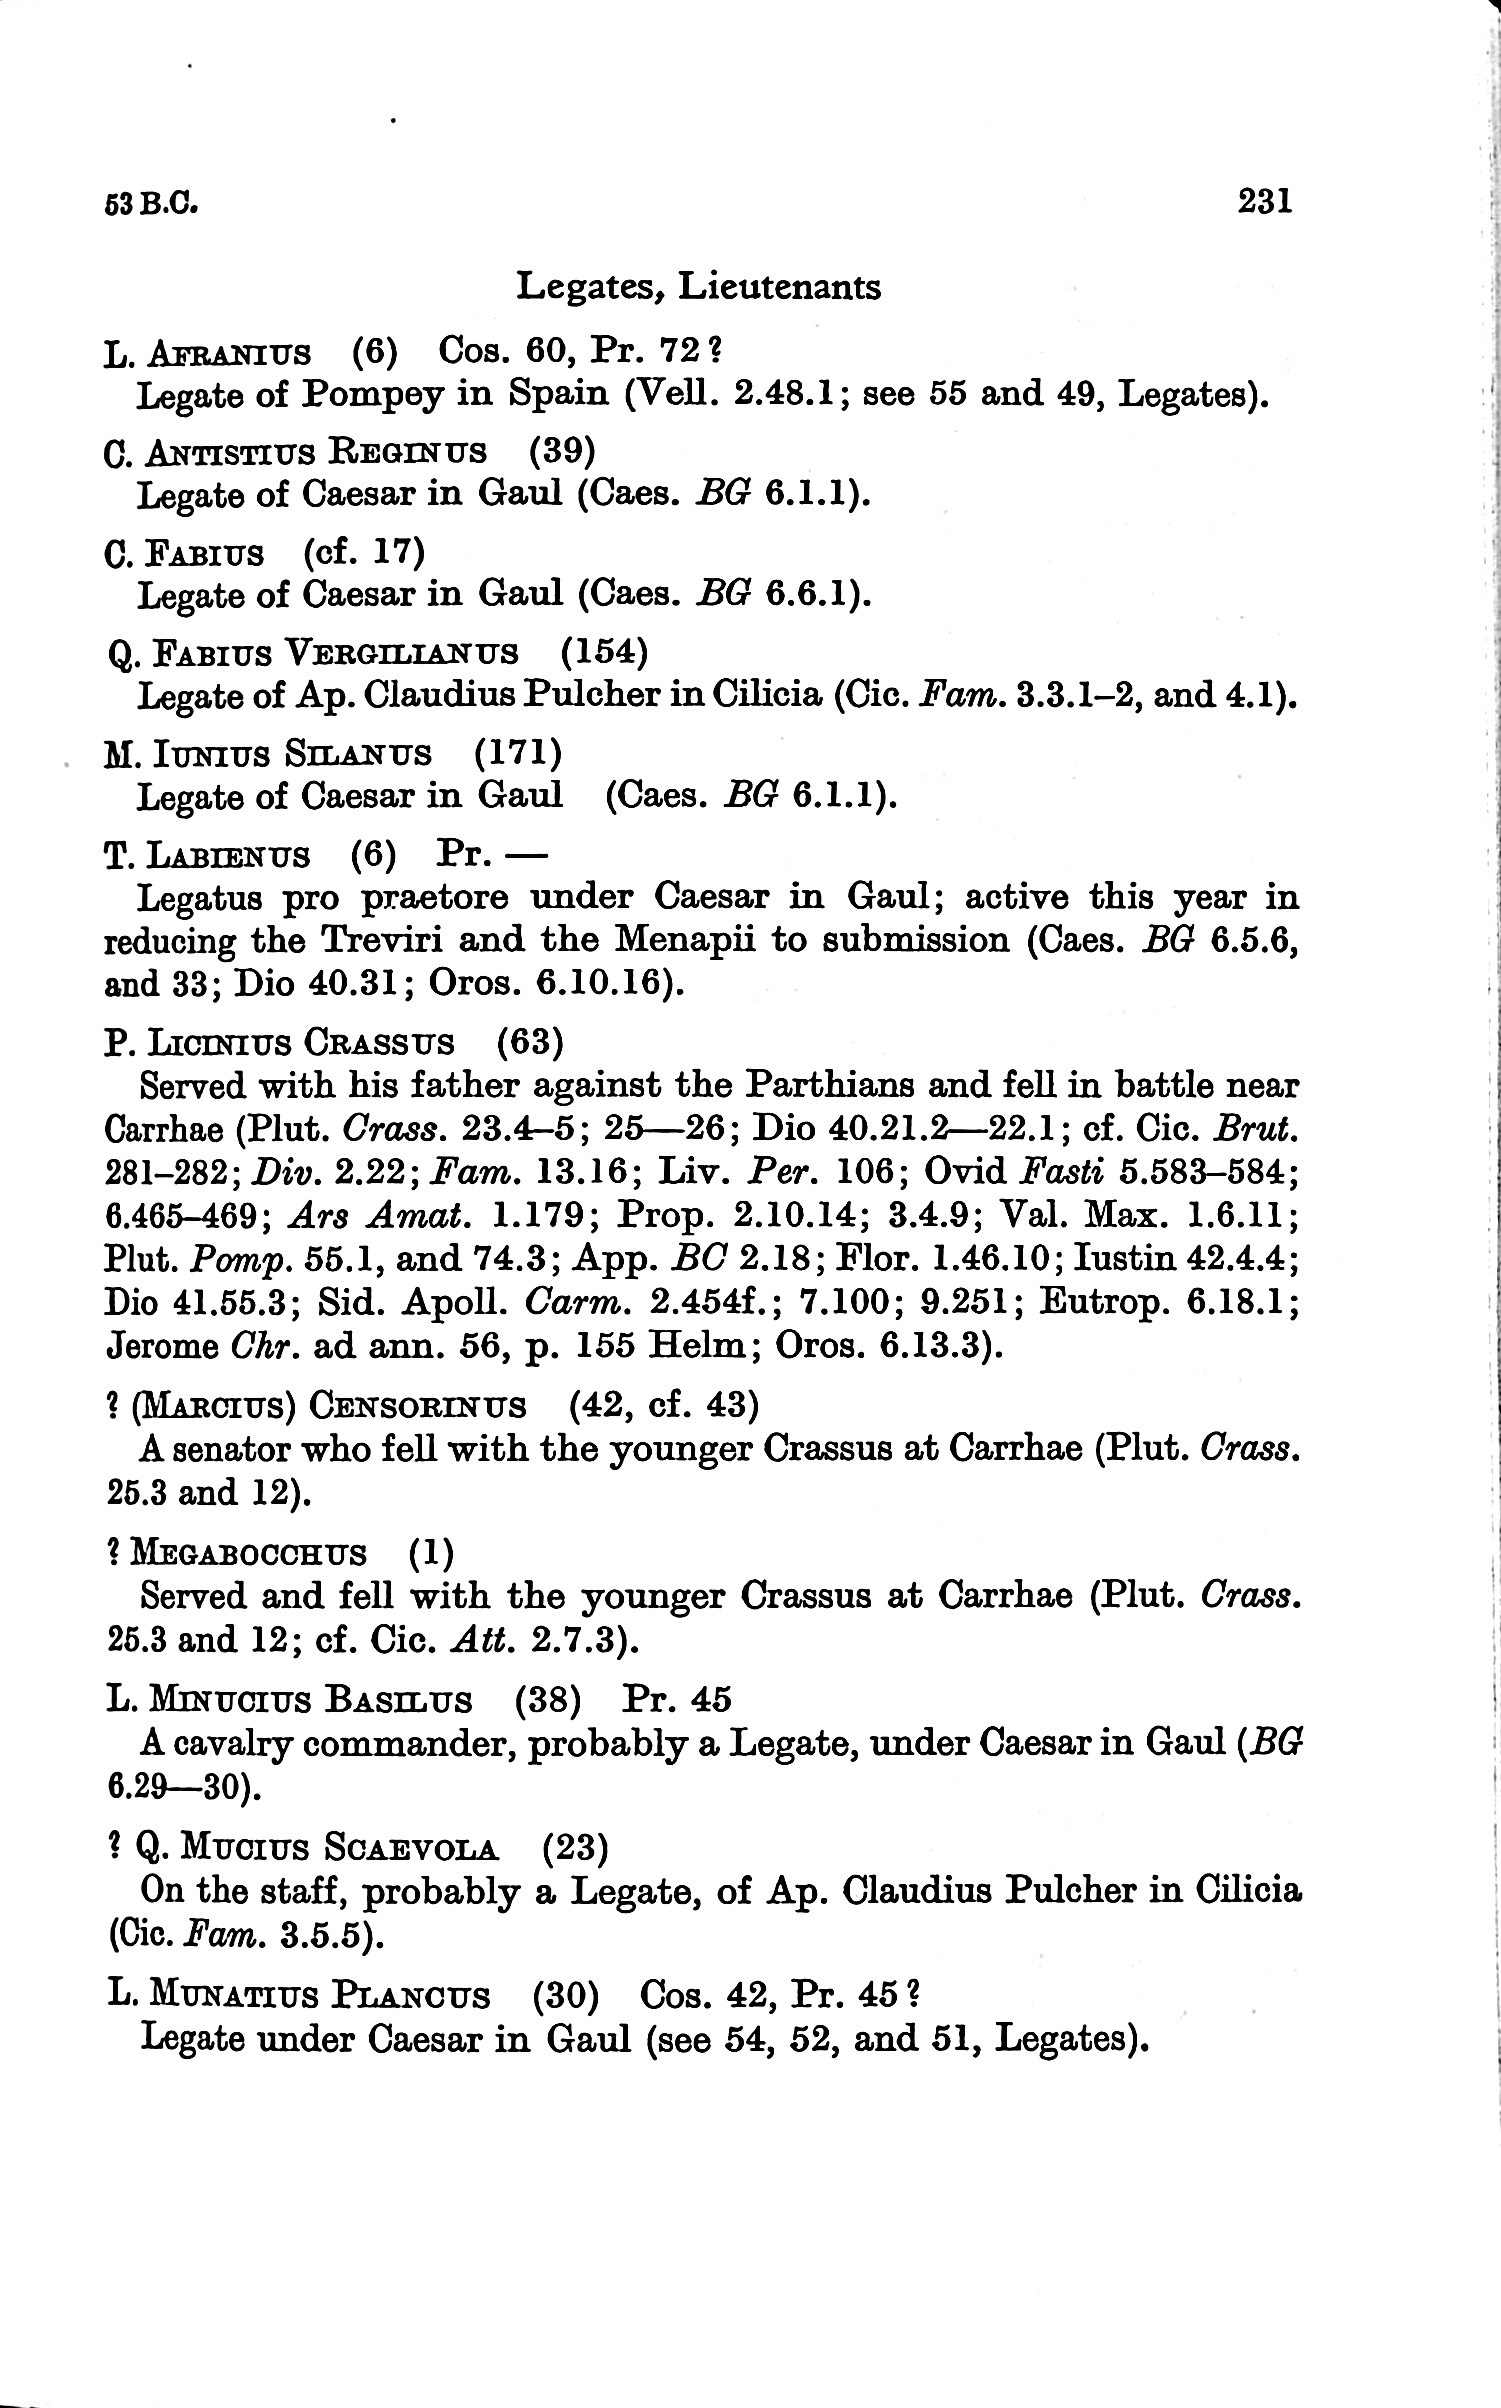 53 B.C. 231
Legates, Lieutenants
L. AFRANIUS (6) Cos. 60, Pr. 72?
Legate of Pompey in Spain (Vell. 2.48.1; see 55 and 49, Legates).
C. ANTISTIUS REGINUS (39)
Legate of Caesar in Gaul (Caes. BG 6.1.1).
C. FABIUS (cf. 17)
Legate of Caesar in Gaul (Caes. BG 6.6.1).
Q. FABIUS VERGILIANUS (154)
Legate of Ap. Claudius Pulcher in Cilicia (Cic. Fam. 3.3.1–2, and 4.1).
M. IUNIUS SILANUS (171)
Legate of Caesar in Gaul (Caes. BG 6.1.1).
T. LABIENUS (6) Pr. —
Legatus pro praetore under Caesar in Gaul; active this year in
reducing the Treviri and the Menapii to submission (Caes. BG 6.5.6,
and 33; Dio 40.31; Oros. 6.10.16).
P. LICINIUS CRASSUS (63)
Served with his father against the Parthians and fell in battle near
Carrhae (Plut. Crass. 23.4–5; 25—26; Dio 40.21.2—22.1; cf. Cic. Brut.
281–282; Div. 2.22; Fam. 13.16; Liv. Per. 106; Ovid Fasti 5.583–584;
6.465–469; Ars Amat. 1.179; Prop. 2.10.14; 3.4.9; Val. Max. 1.6.11;
Plut. Pomp. 55.1, and 74.3; App. BC 2.18; Flor. 1.46.10; Iustin 42.4.4;
Dio 41.55.3; Sid. Apoll. Carm. 2.454f.; 7.100; 9.251; Eutrop. 6.18.1;
Jerome Chr. ad ann. 56, p. 155 Helm; Oros. 6.13.3).
? (MARCIUS) CENSORINUS (42, cf. 43)
A senator who fell with the younger Crassus at Carrhae (Plut. Crass.
25.3 and 12).
? MEGABOCCHUS (1)
Served and fell with the younger Crassus at Carrhae (Plut. Crass.
25.3 and 12; cf. Cic. Att. 2.7.3).
L. MINUCIUS BASILUS (38) Pr. 45
A cavalry commander, probably a Legate, under Caesar in Gaul (BG
6.29—30).
? Q. MUCIUS SCAEVOLA (23)
On the staff, probably a Legate, of Ap. Claudius Pulcher in Cilicia
(Cic. Fam. 3.5.5).
L. MUNATIUS PLANCUS (30) Cos. 42, Pr. 45?
Legate under Caesar in Gaul (see 54, 52, and 51, Legates).